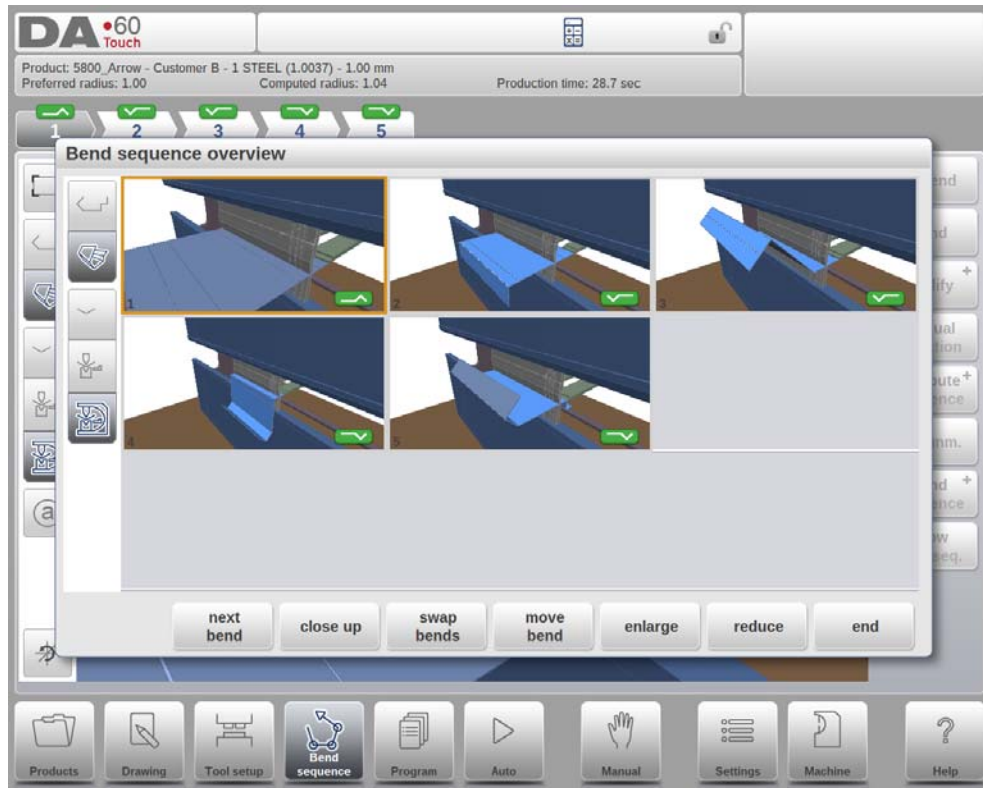 DA•60
Touch
Product: 5800_Arrow - Customer B - 1 STEEL (1.0037) - 1.00 mm
Preferred radius: 1.00 Computed radius: 1.04 Production time: 28.7 sec
1 2 3 4 5
Bend sequence overview
1 2 3
4 5
next bend
close up
swap bends
move bend
enlarge
reduce
end
Products
Drawing
Tool setup
Bend sequence
Program
Auto
Manual
Settings
Machine
Help